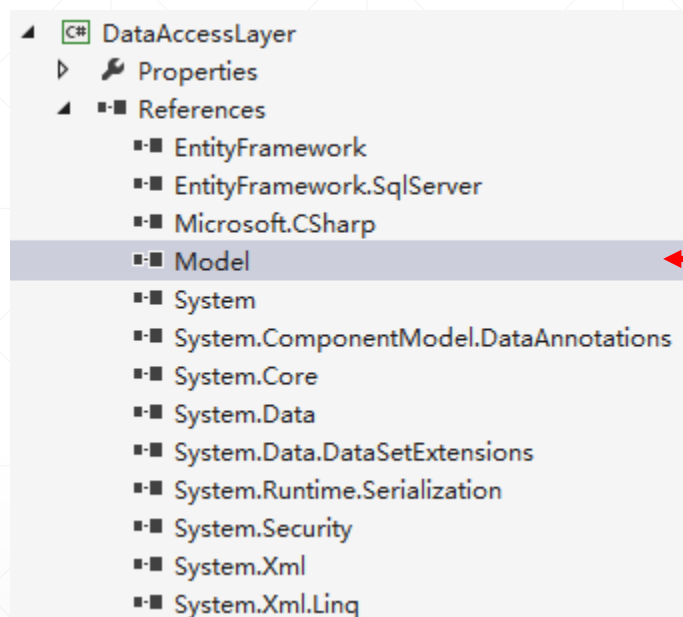 C# DataAccessLayer
Properties
References
EntityFramework
EntityFramework.SqlServer
Microsoft.CSharp
Model
System
System.ComponentModel.DataAnnotations
System.Core
System.Data
System.Data.DataSetExtensions
System.Runtime.Serialization
System.Security
System.Xml
System.Xml.Linq